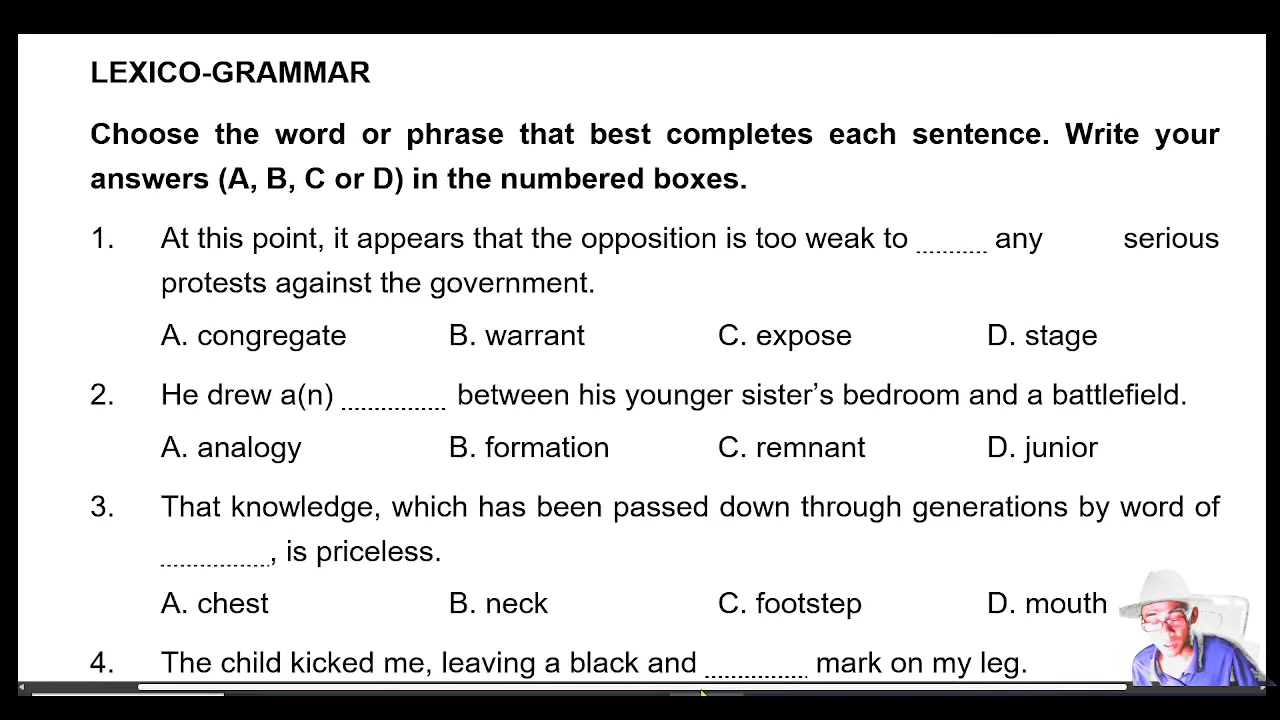 LEXICO-GRAMMAR
Choose the word or phrase that best completes each sentence. Write your
answers (A, B, C or D) in the numbered boxes.
1. At this point, it appears that the opposition is too weak to ......... any serious
protests against the government.
A. congregate B. warrant C. expose D. stage
2. He drew a(n) ............. between his younger sister’s bedroom and a battlefield.
A. analogy B. formation C. remnant D. junior
3. That knowledge, which has been passed down through generations by word of
............., is priceless.
A. chest B. neck C. footstep D. mouth
4. The child kicked me, leaving a black and ............. mark on my leg.